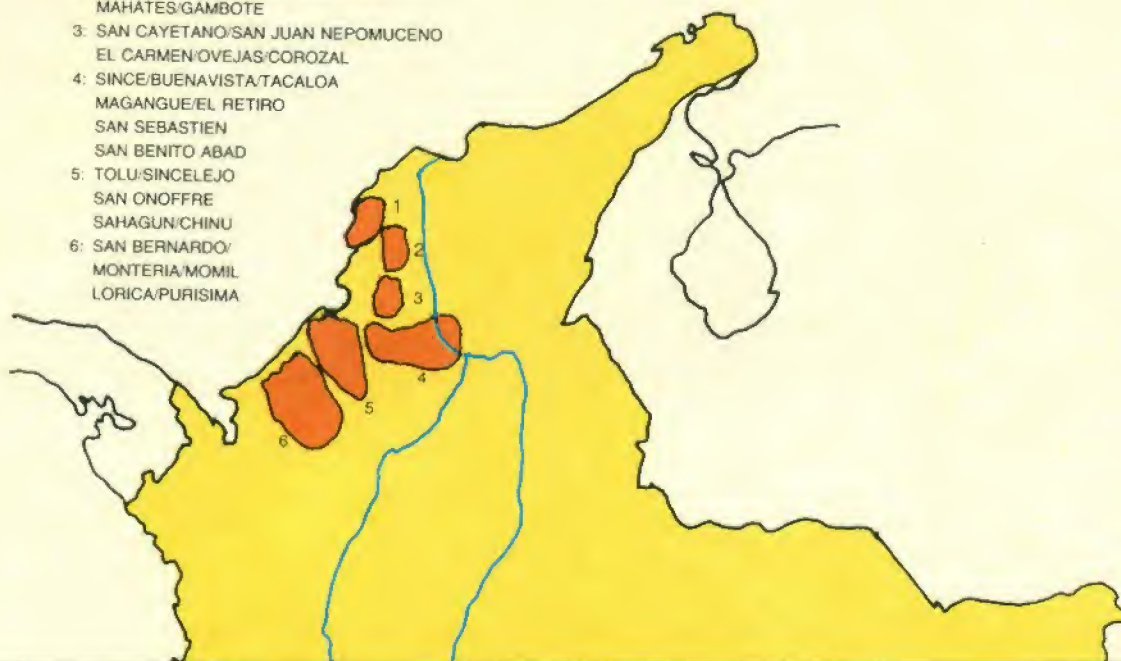 MAHATES/GAMBOTE
3: SAN CAYETANO/SAN JUAN NEPOMUCENO
EL CARMEN/OVEJAS/COROZAL
4: SINCE/BUENAVISTA/TACALOA
MAGANGUE/EL RETIRO
SAN SEBASTIEN
SAN BENITO ABAD
5: TOLU/SINCELEJO
SAN ONOFFRE
SAHAGUN/CHINU
6: SAN BERNARDO/
MONTERIA/MOMIL
LORICA/PURISIMA
1
2
3
4
5
6